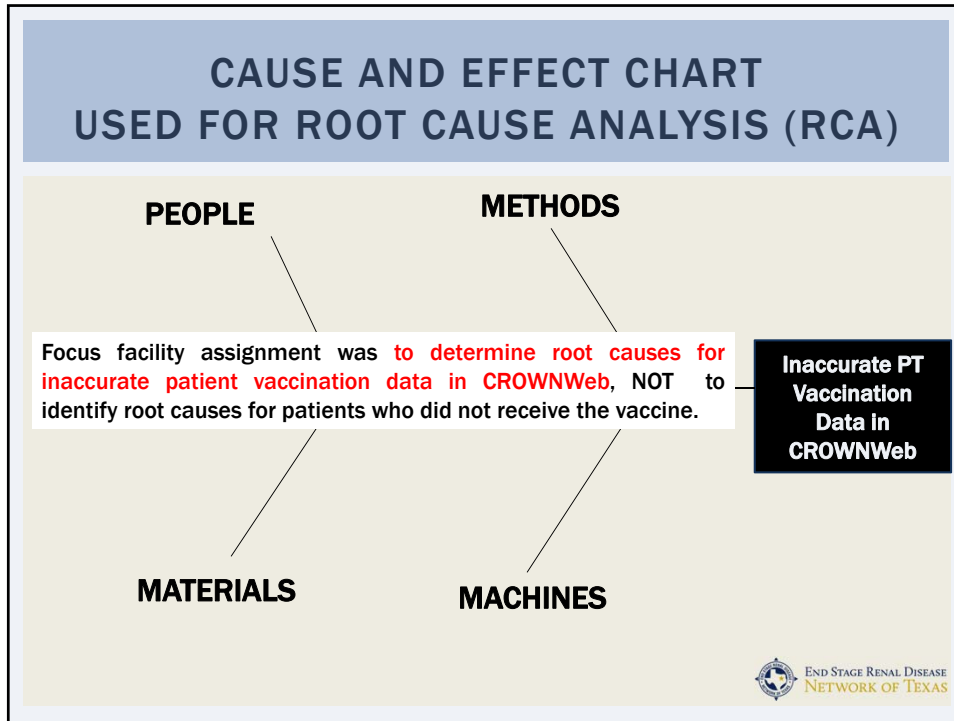 CAUSE AND EFFECT CHART
USED FOR ROOT CAUSE ANALYSIS (RCA)
PEOPLE
METHODS
Focus facility assignment was to determine root causes for
inaccurate patient vaccination data in CROWNWeb, NOT to
identify root causes for patients who did not receive the vaccine.
Inaccurate PT
Vaccination
Data in
CROWNWeb
MATERIALS
MACHINES
END STAGE RENAL DISEASE
NETWORK OF TEXAS